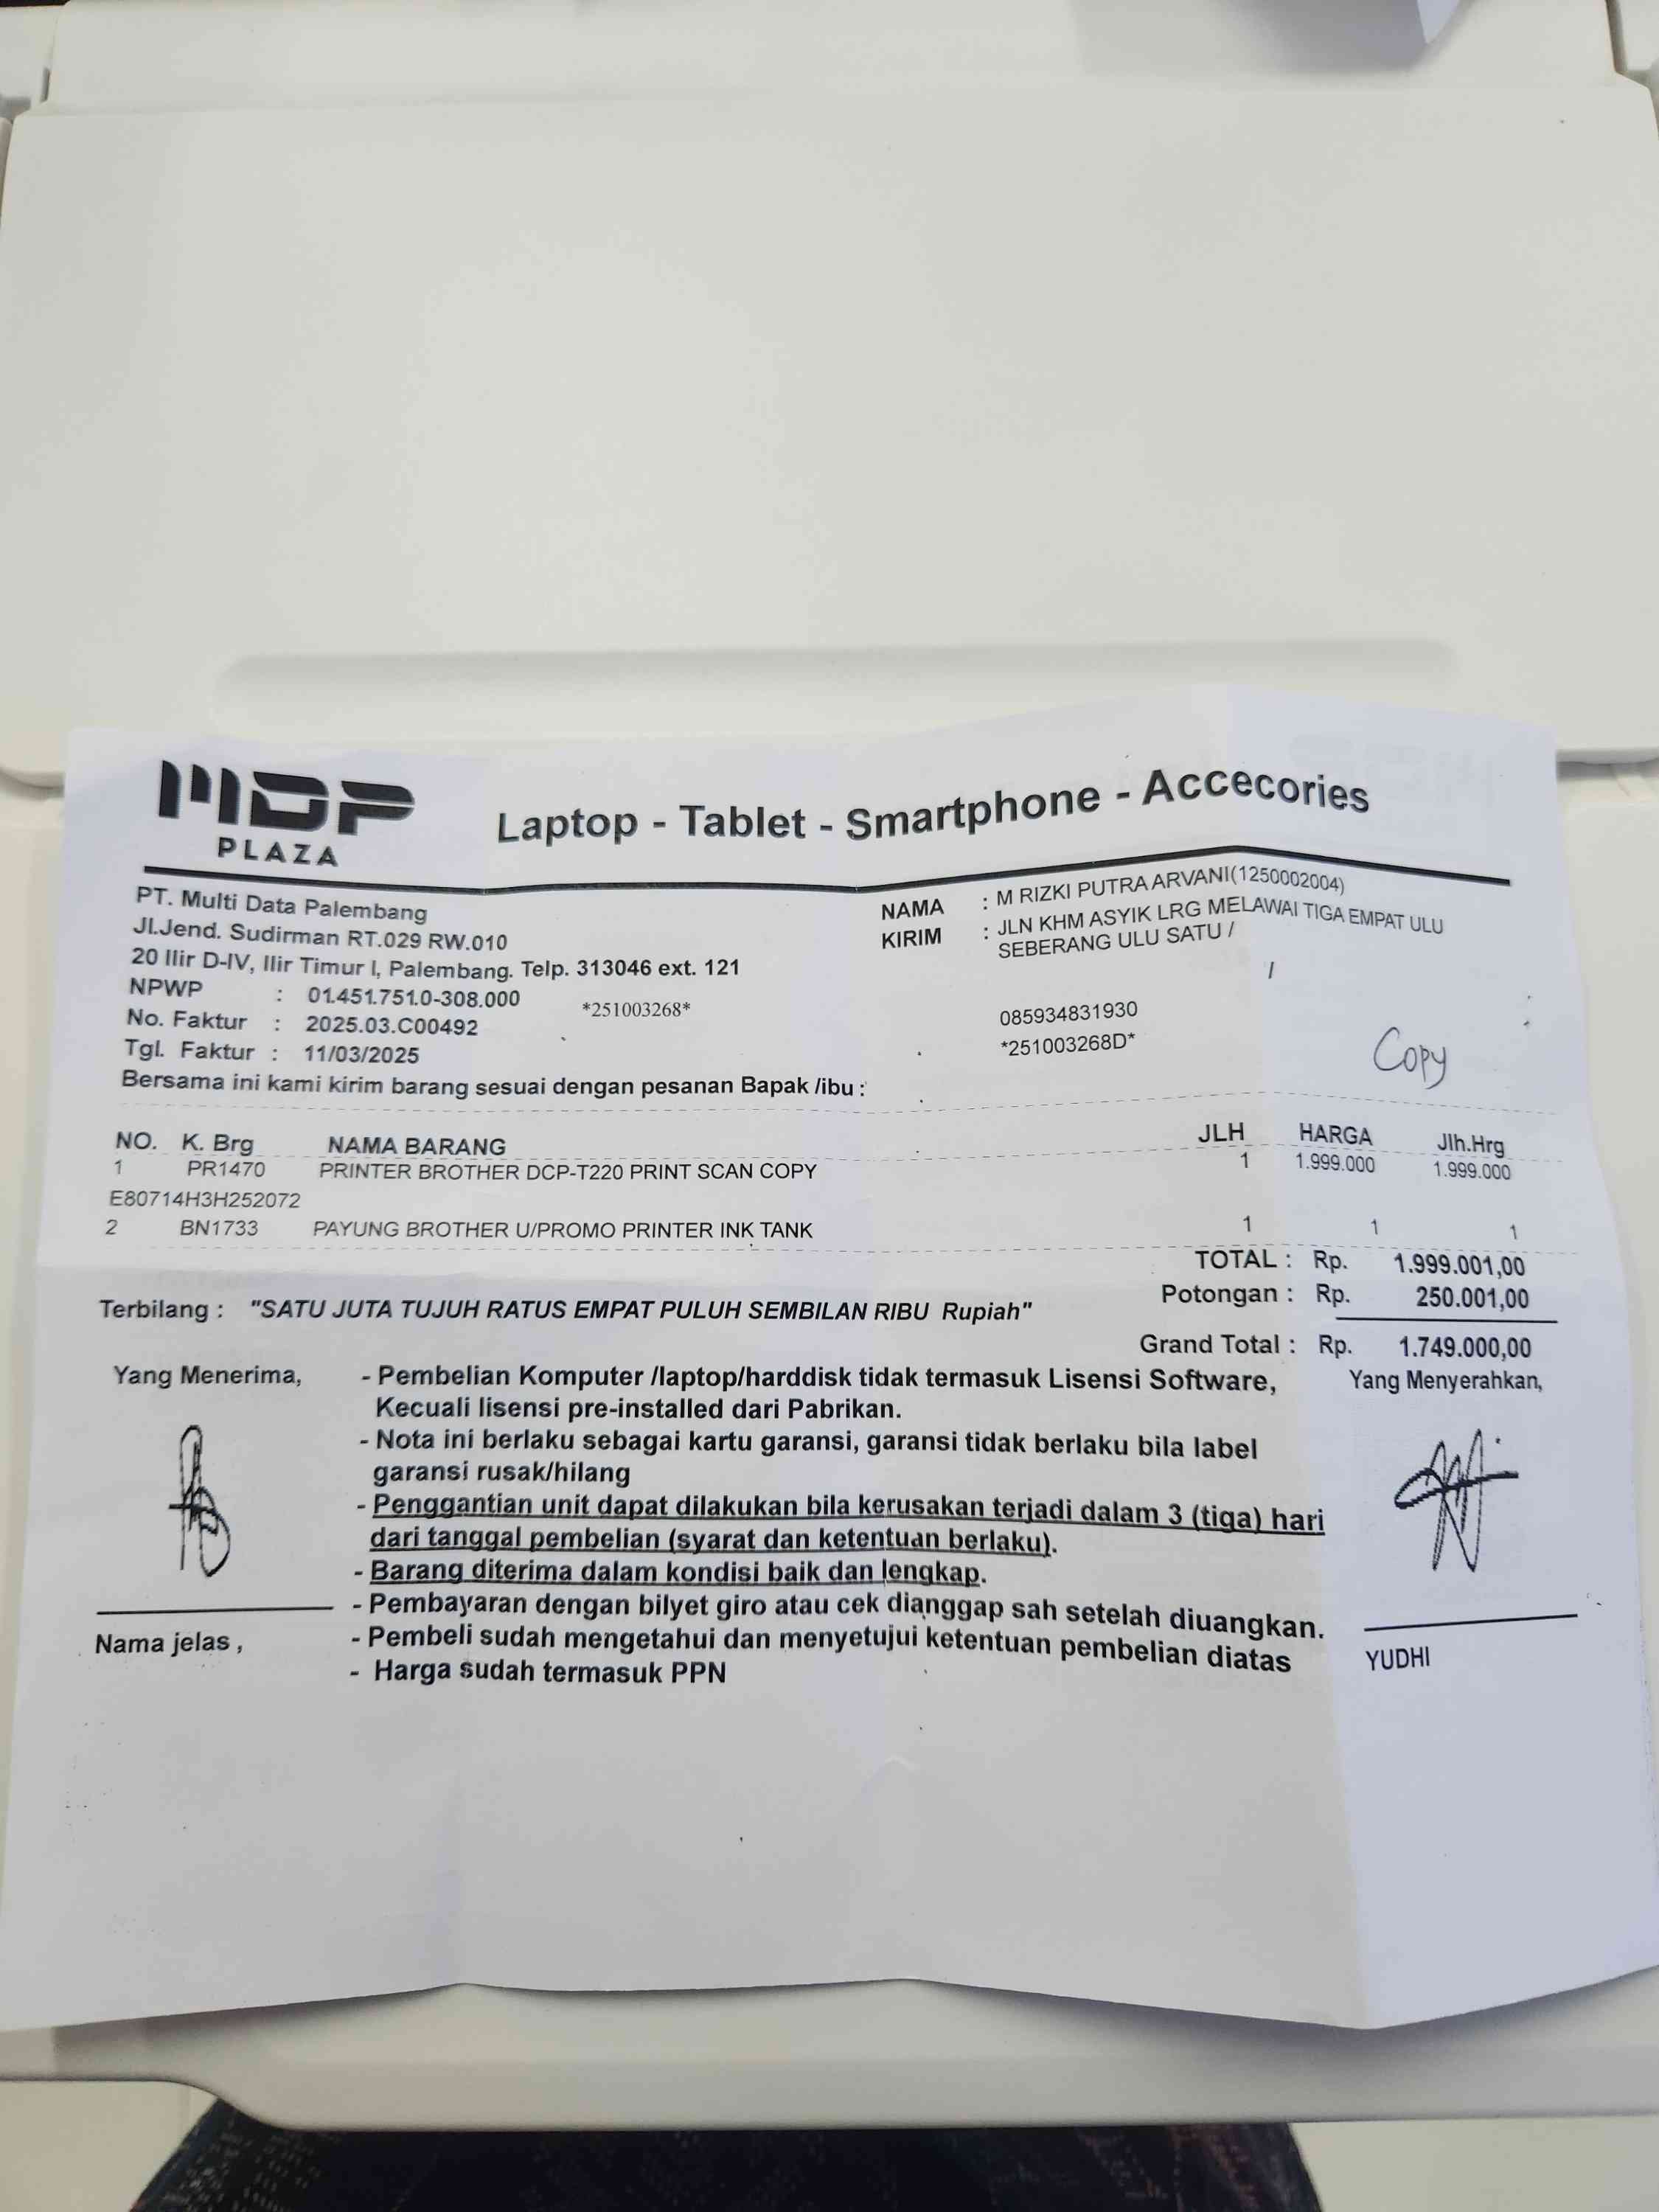 MDP
PLAZA
Laptop - Tablet - Smartphone - Accecories
PT. Multi Data Palembang
Jl.Jend. Sudirman RT.029 RW.010
20 Ilir D-IV, Ilir Timur I, Palembang. Telp. 313046 ext. 121
NPWP : 01.451.751.0-308.000 *251003268*
No. Faktur : 2025.03.C00492
Tgl. Faktur : 11/03/2025
NAMA : M RIZKI PUTRA ARVANI(1250002004)
KIRIM : JLN KHM ASYIK LRG MELAWAI TIGA EMPAT ULU
SEBERANG ULU SATU /
/
085934831930
*251003268D*
Copy
Bersama ini kami kirim barang sesuai dengan pesanan Bapak /ibu :
NO. K. Brg NAMA BARANG JLH HARGA Jlh.Hrg
1 PR1470 PRINTER BROTHER DCP-T220 PRINT SCAN COPY 1 1.999.000 1.999.000
E80714H3H252072
2 BN1733 PAYUNG BROTHER U/PROMO PRINTER INK TANK 1 1 1
TOTAL : Rp. 1.999.001,00
Potongan : Rp. 250.001,00
Terbilang : "SATU JUTA TUJUH RATUS EMPAT PULUH SEMBILAN RIBU Rupiah"
Grand Total : Rp. 1.749.000,00
Yang Menerima,
- Pembelian Komputer /laptop/harddisk tidak termasuk Lisensi Software,
Kecuali lisensi pre-installed dari Pabrikan.
- Nota ini berlaku sebagai kartu garansi, garansi tidak berlaku bila label
garansi rusak/hilang
- Penggantian unit dapat dilakukan bila kerusakan terjadi dalam 3 (tiga) hari
dari tanggal pembelian (syarat dan ketentuan berlaku).
- Barang diterima dalam kondisi baik dan lengkap.
- Pembayaran dengan bilyet giro atau cek dianggap sah setelah diuangkan.
- Pembeli sudah mengetahui dan menyetujui ketentuan pembelian diatas
- Harga sudah termasuk PPN
Yang Menyerahkan,
Nama jelas ,
YUDHI